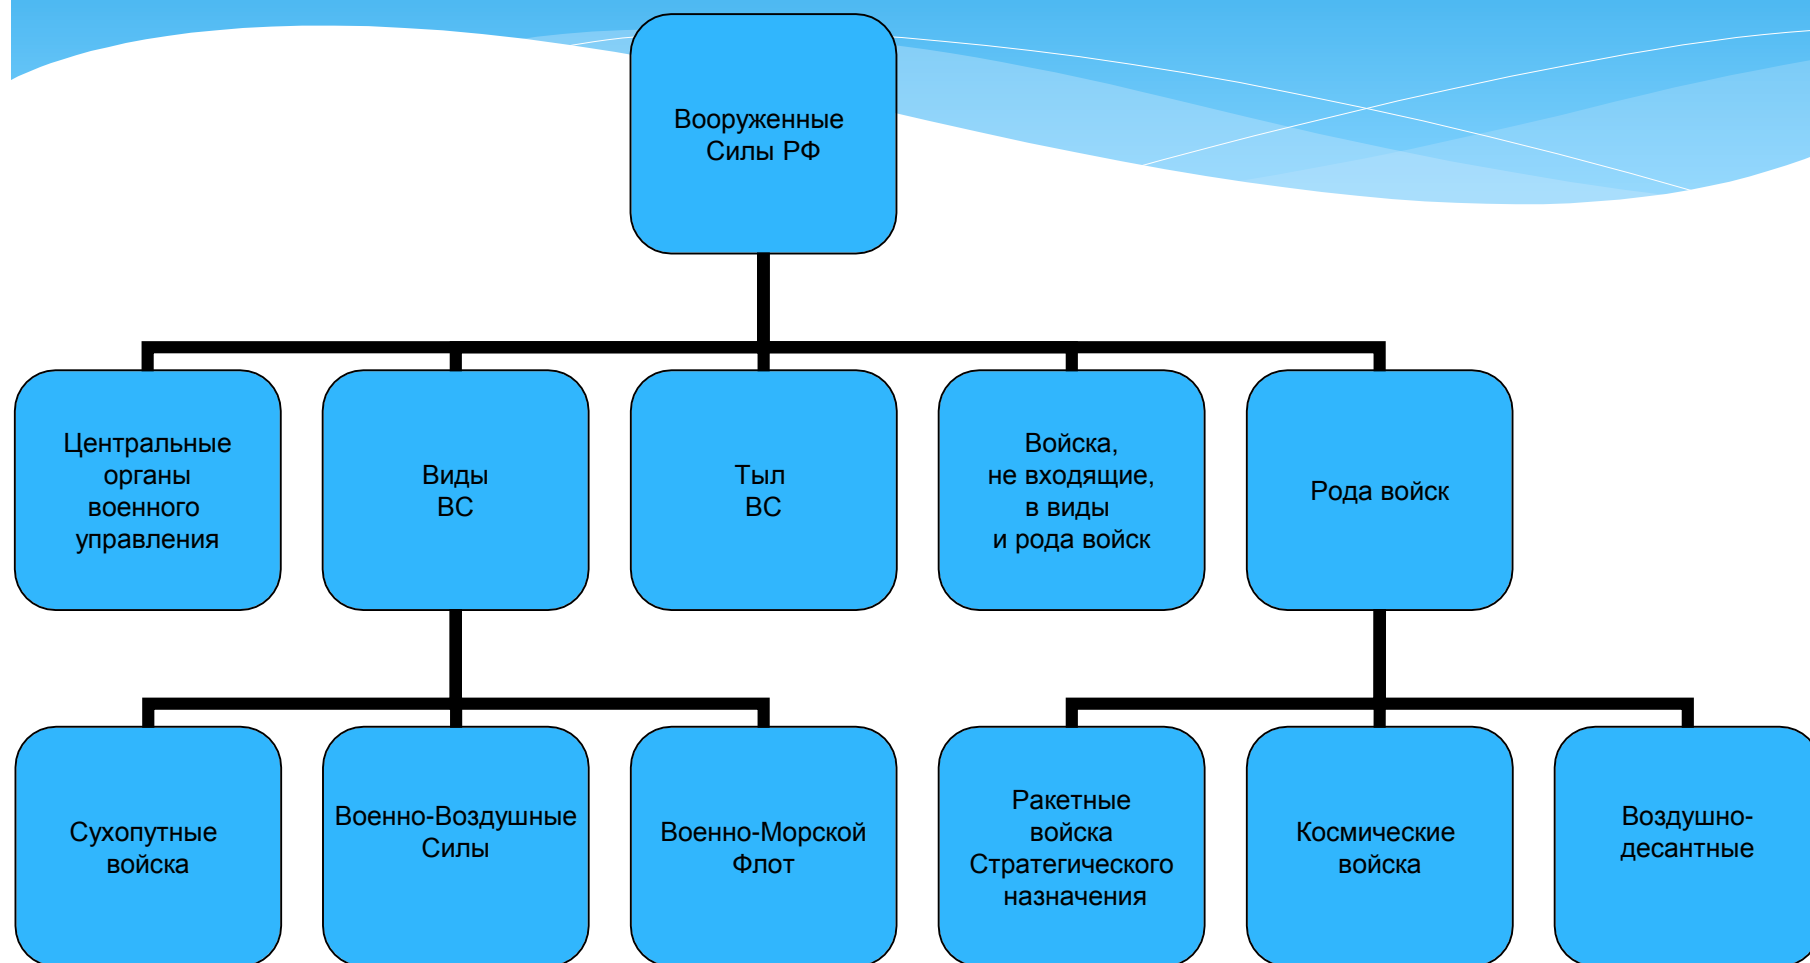 Вооруженные
Силы РФ
Центральные
органы
военного
управления
Виды
ВС
Тыл
ВС
Войска,
не входящие,
в виды
и рода войск
Рода войск
Сухопутные
войска
Военно-Воздушные
Силы
Военно-Морской
Флот
Ракетные
войска
Стратегического
назначения
Космические
войска
Воздушно-
десантные